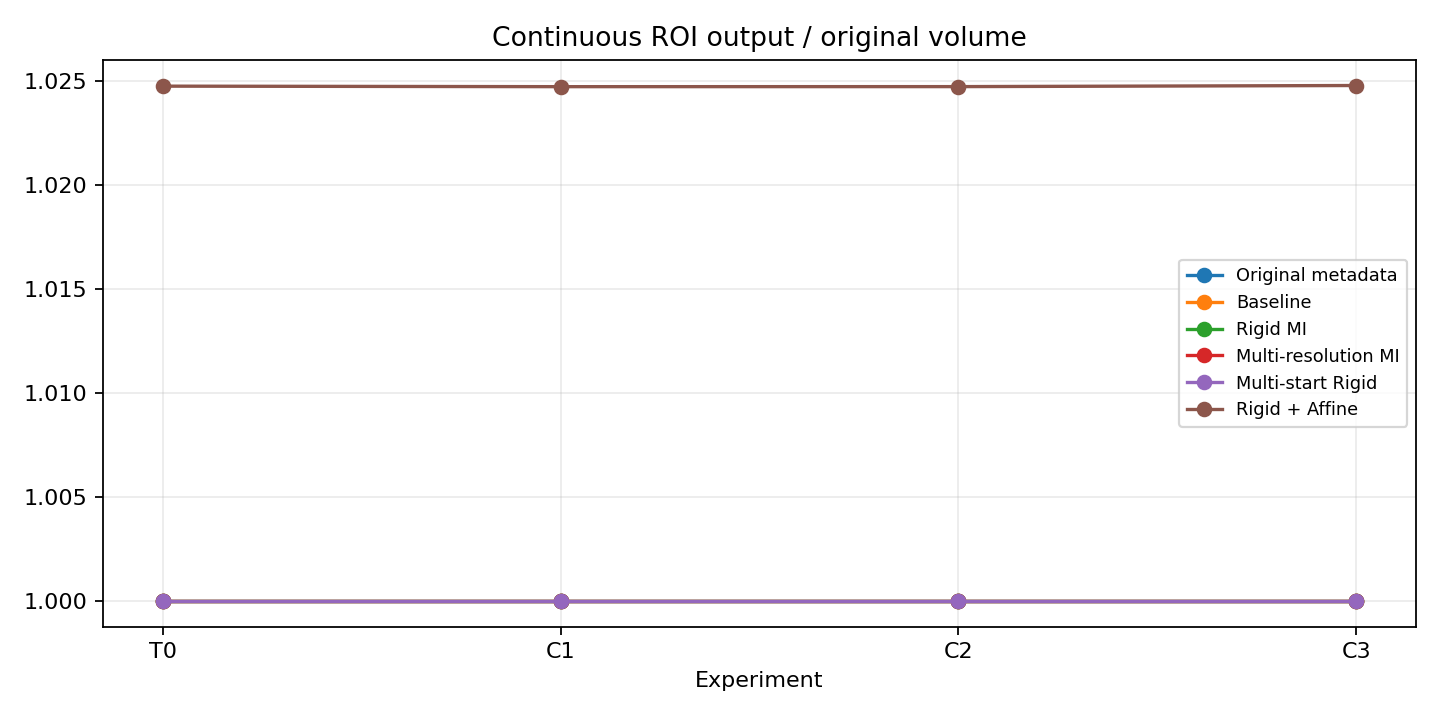 Continuous ROI output / original volume
1.025
1.020
1.015
1.010
1.005
1.000
Original metadata
Baseline
Rigid MI
Multi-resolution MI
Multi-start Rigid
Rigid + Affine
T0 C1 C2 C3
Experiment